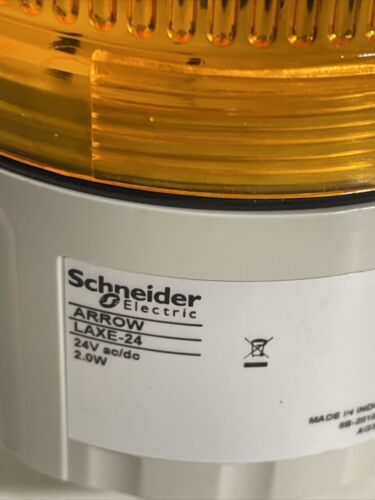 Schneider
Electric
ARROW
LAXE-24
24V ac/dc
2.0W
MADE IN